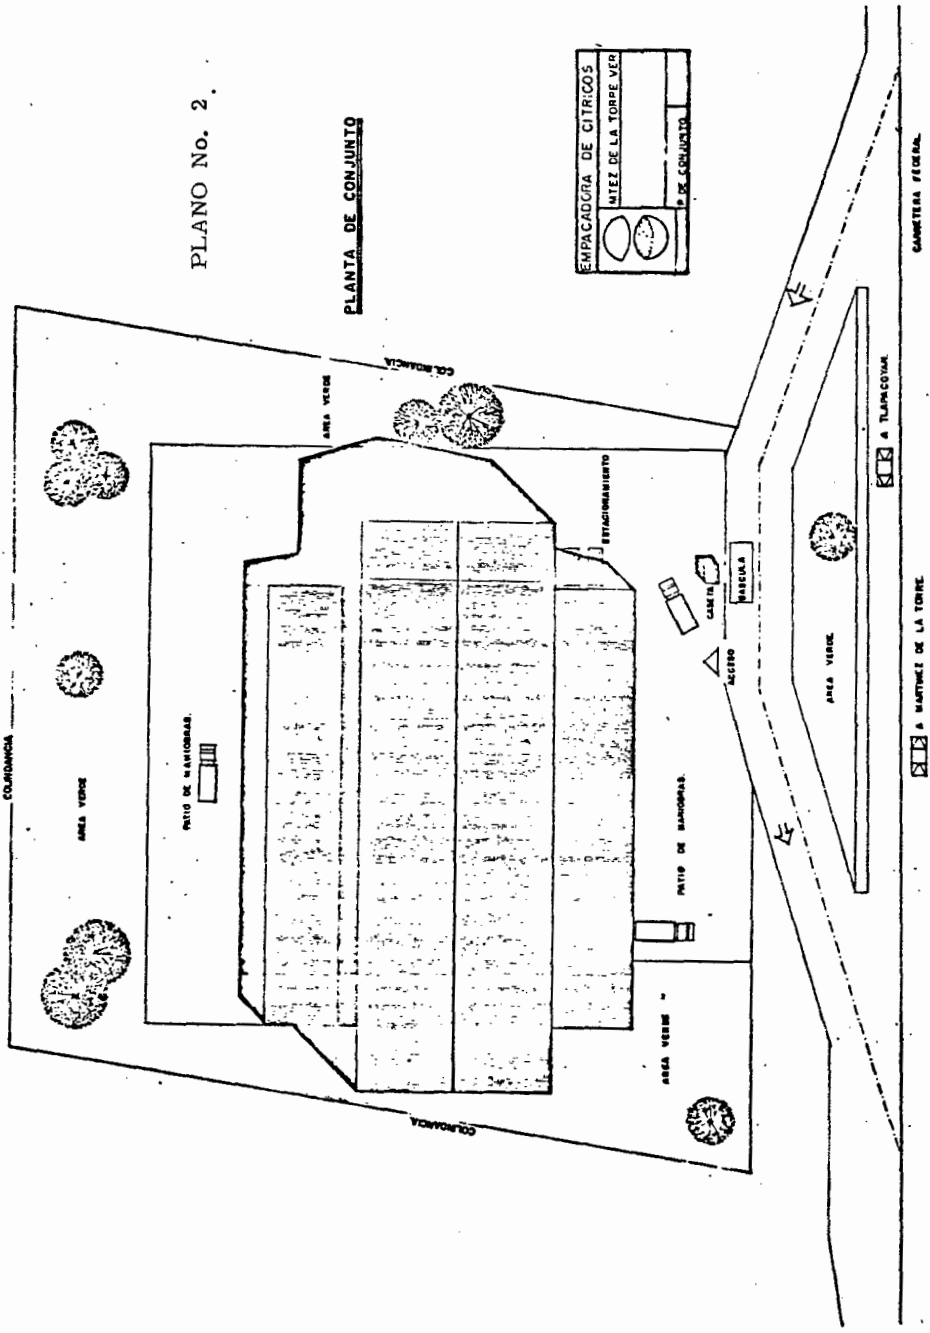 PLANO No. 2.
PLANTA DE CONJUNTO
EMPACADORA DE CITRICOS
MTEZ DE LA TORRE VER
P. DE CONJUNTO
COLINDANCIA
AREA VERDE
PATIO DE MANIOBRAS.
AREA VERDE
COLINDANCIA
COLINDANCIA
ESTACIONAMIENTO
CASETA
BASCULA
ACCESO
PATIO DE MANIOBRAS.
AREA VERDE
AREA VERDE.
A TLAPACOYAN.
A MARTINEZ DE LA TORRE.
CARRETERA FEDERAL.